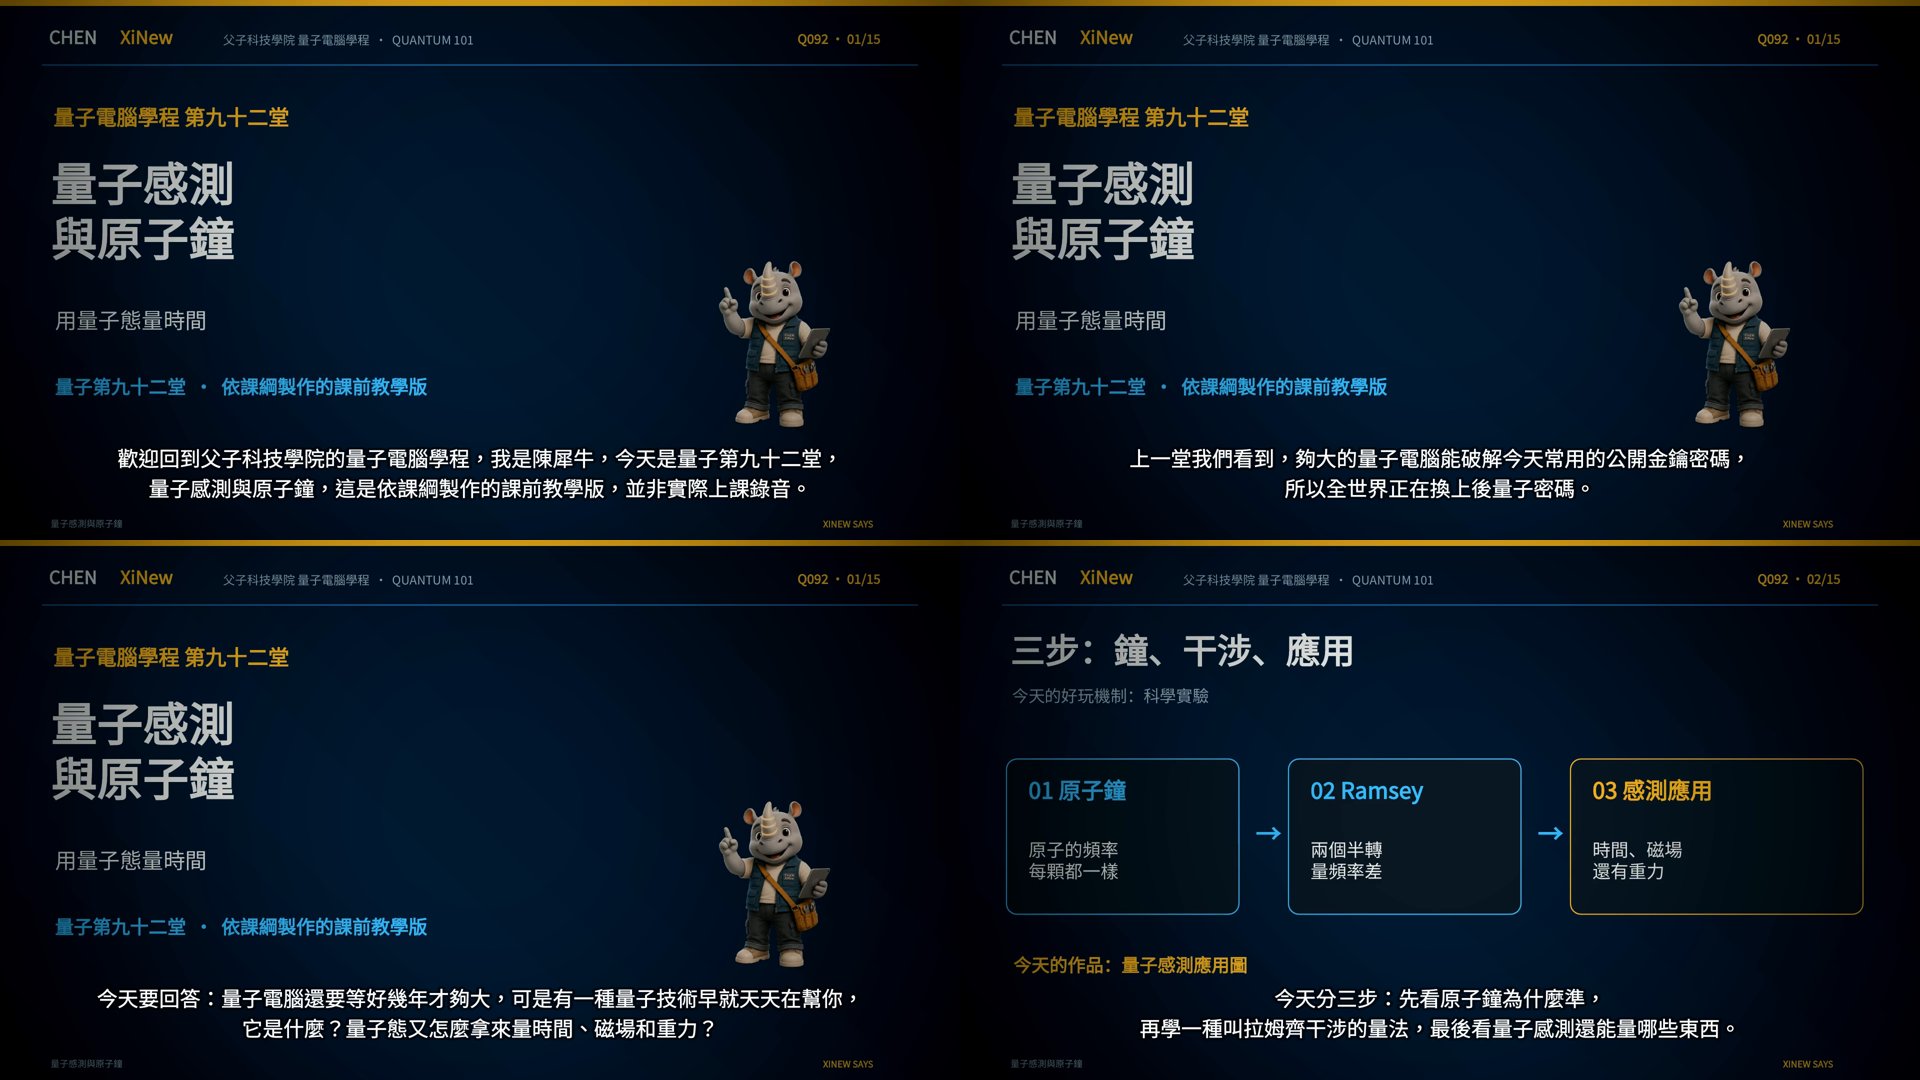 CHEN XiNew 父子科技學院 量子電腦學程 · QUANTUM 101 Q092 · 01/15
量子電腦學程 第九十二堂
量子感測
與原子鐘
用量子態量時間
量子第九十二堂 · 依課綱製作的課前教學版
歡迎回到父子科技學院的量子電腦學程，我是陳犀牛，今天是量子第九十二堂，
量子感測與原子鐘，這是依課綱製作的課前教學版，並非實際上課錄音。
量子感測與原子鐘 XINEW SAYS
CHEN XiNew 父子科技學院 量子電腦學程 · QUANTUM 101 Q092 · 01/15
量子電腦學程 第九十二堂
量子感測
與原子鐘
用量子態量時間
量子第九十二堂 · 依課綱製作的課前教學版
上一堂我們看到，夠大的量子電腦能破解今天常用的公開金鑰密碼，
所以全世界正在換上後量子密碼。
量子感測與原子鐘 XINEW SAYS
CHEN XiNew 父子科技學院 量子電腦學程 · QUANTUM 101 Q092 · 01/15
量子電腦學程 第九十二堂
量子感測
與原子鐘
用量子態量時間
量子第九十二堂 · 依課綱製作的課前教學版
今天要回答：量子電腦還要等好幾年才夠大，可是有一種量子技術早就天天在幫你，
它是什麼？量子態又怎麼拿來量時間、磁場和重力？
量子感測與原子鐘 XINEW SAYS
CHEN XiNew 父子科技學院 量子電腦學程 · QUANTUM 101 Q092 · 02/15
三步：鐘、干涉、應用
今天的好玩機制：科學實驗
01 原子鐘
原子的頻率
每顆都一樣
→
02 Ramsey
兩個半轉
量頻率差
→
03 感測應用
時間、磁場
還有重力
今天的作品：量子感測應用圖
今天分三步：先看原子鐘為什麼準，
再學一種叫拉姆齊干涉的量法，最後看量子感測還能量哪些東西。
量子感測與原子鐘 XINEW SAYS